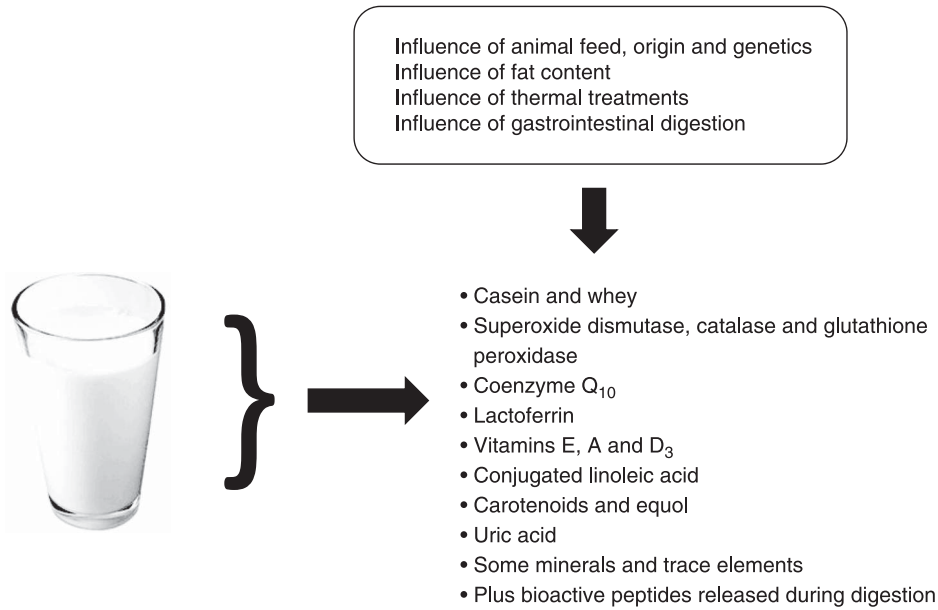 Influence of animal feed, origin and genetics
Influence of fat content
Influence of thermal treatments
Influence of gastrointestinal digestion
• Casein and whey
• Superoxide dismutase, catalase and glutathione
peroxidase
• Coenzyme Q₁₀
• Lactoferrin
• Vitamins E, A and D₃
• Conjugated linoleic acid
• Carotenoids and equol
• Uric acid
• Some minerals and trace elements
• Plus bioactive peptides released during digestion